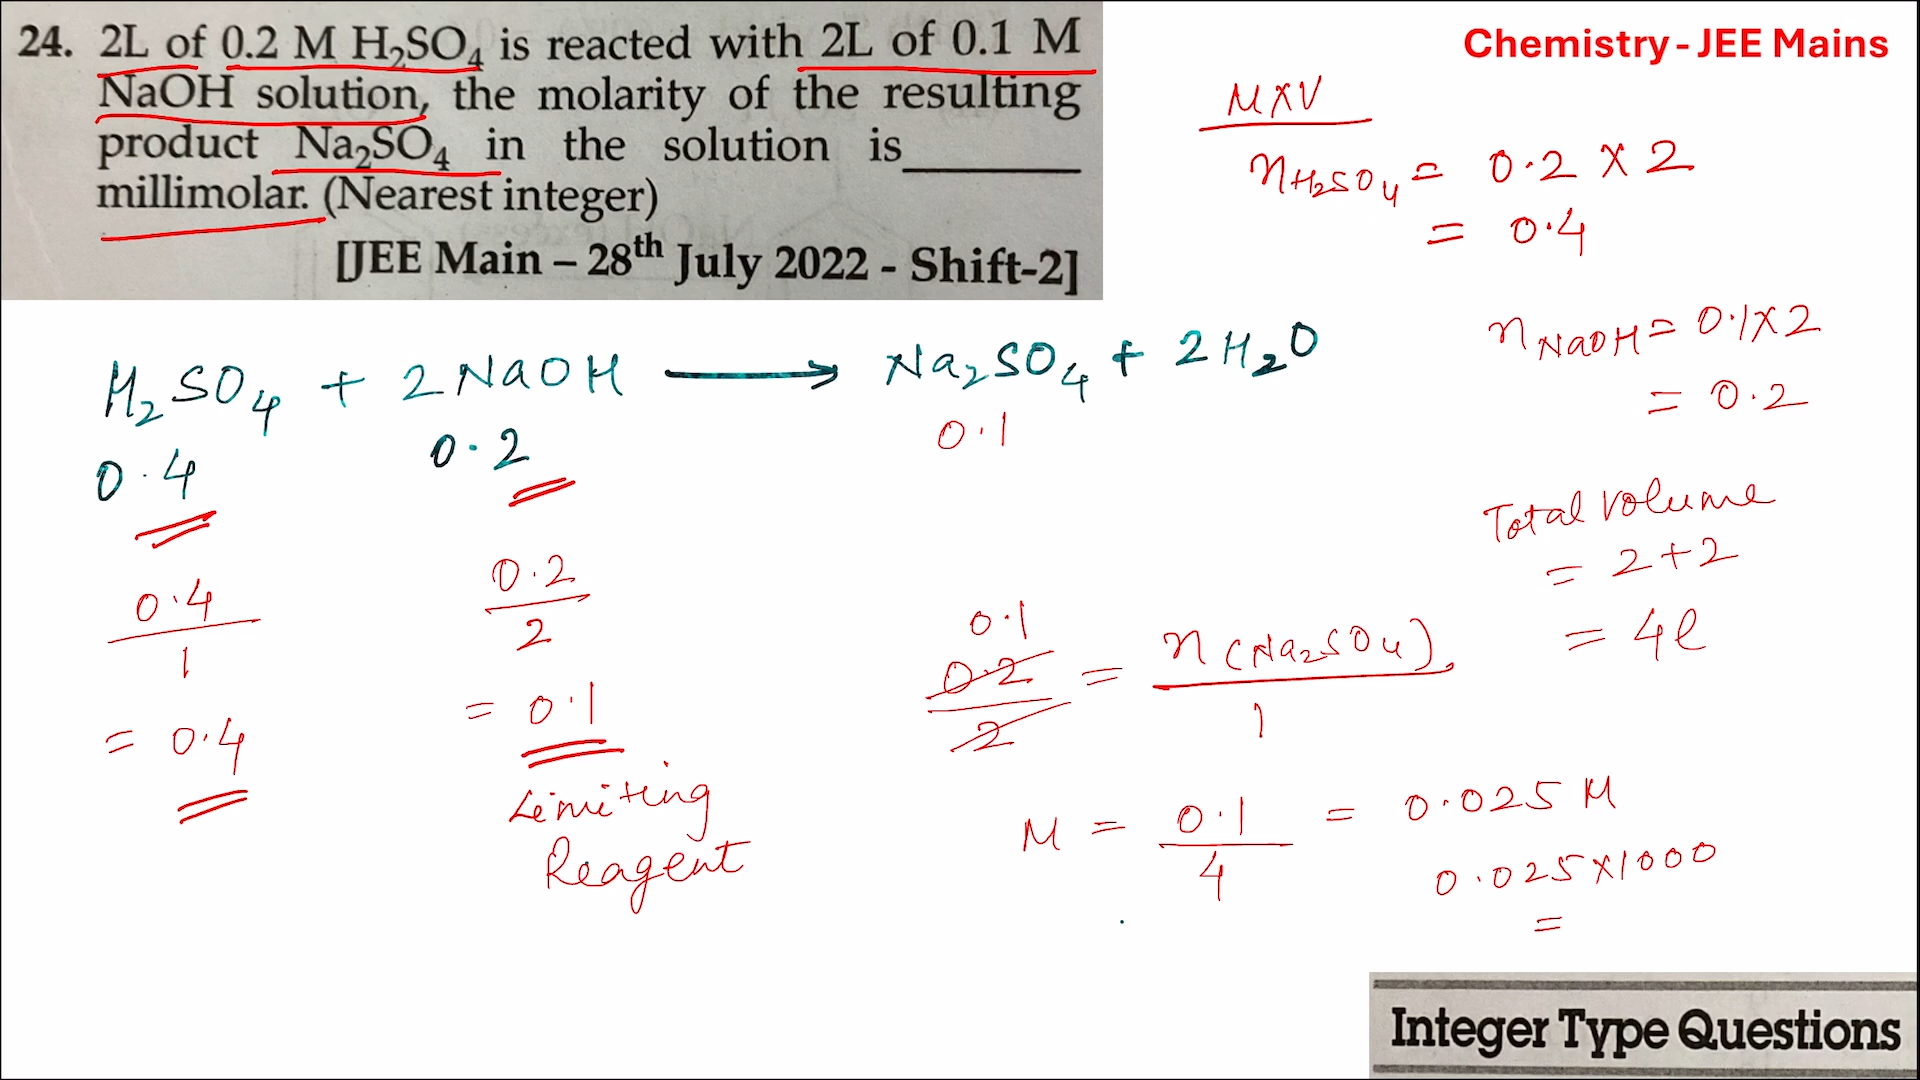 24. 2L of 0.2 M H₂SO₄ is reacted with 2L of 0.1 M
NaOH solution, the molarity of the resulting
product Na₂SO₄ in the solution is______
millimolar. (Nearest integer)
[JEE Main – 28th July 2022 - Shift-2]
Chemistry - JEE Mains
M×V
nH₂SO₄ = 0.2 × 2
= 0.4
nNaOH = 0.1×2
= 0.2
H₂SO₄ + 2NaOH → Na₂SO₄ + 2H₂O
0.4 0.2 0.1
0.4/1
= 0.4
0.2/2
= 0.1
Limiting
Reagent
Total volume
= 2+2
= 4l
0.1
0.2/2 = n(Na₂SO₄)/1
M = 0.1/4 = 0.025 M
0.025×1000
=
Integer Type Questions